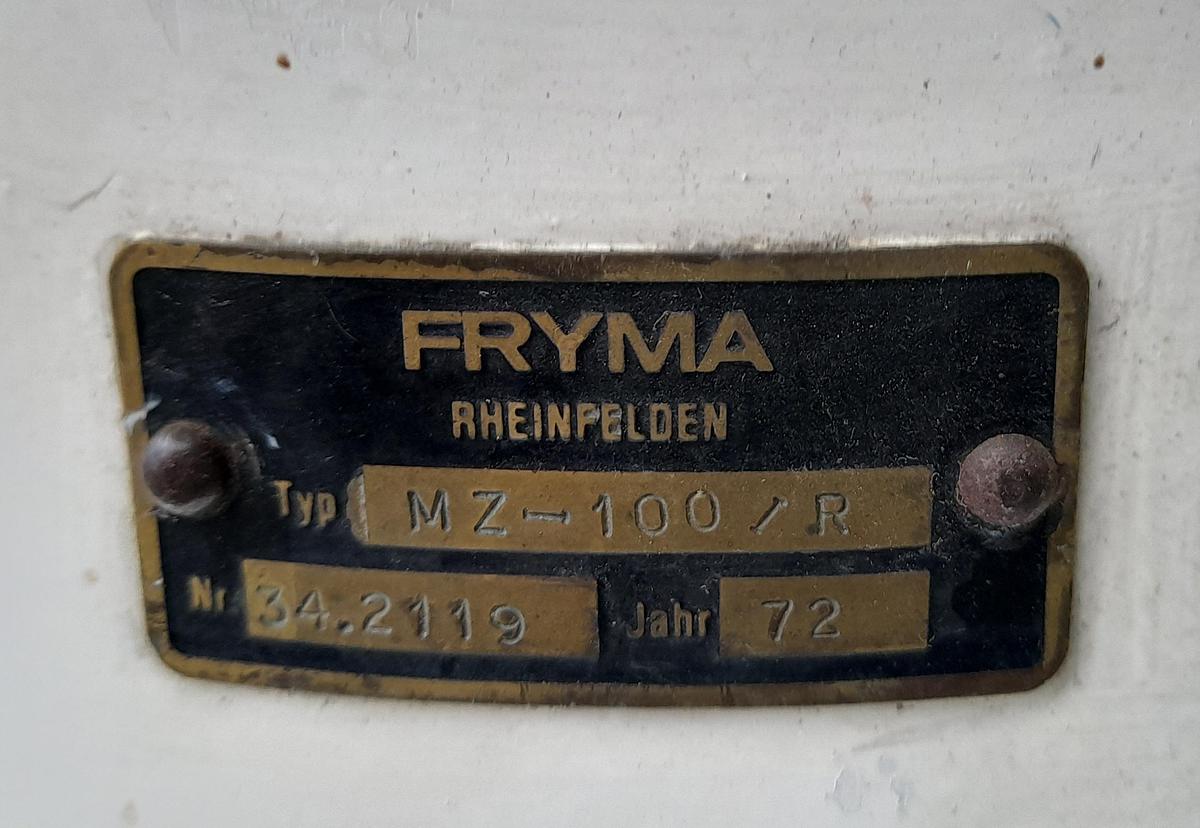 FRYMA
RHEINFELDEN
Typ MZ-100/R
Nr 34.2119 Jahr 72